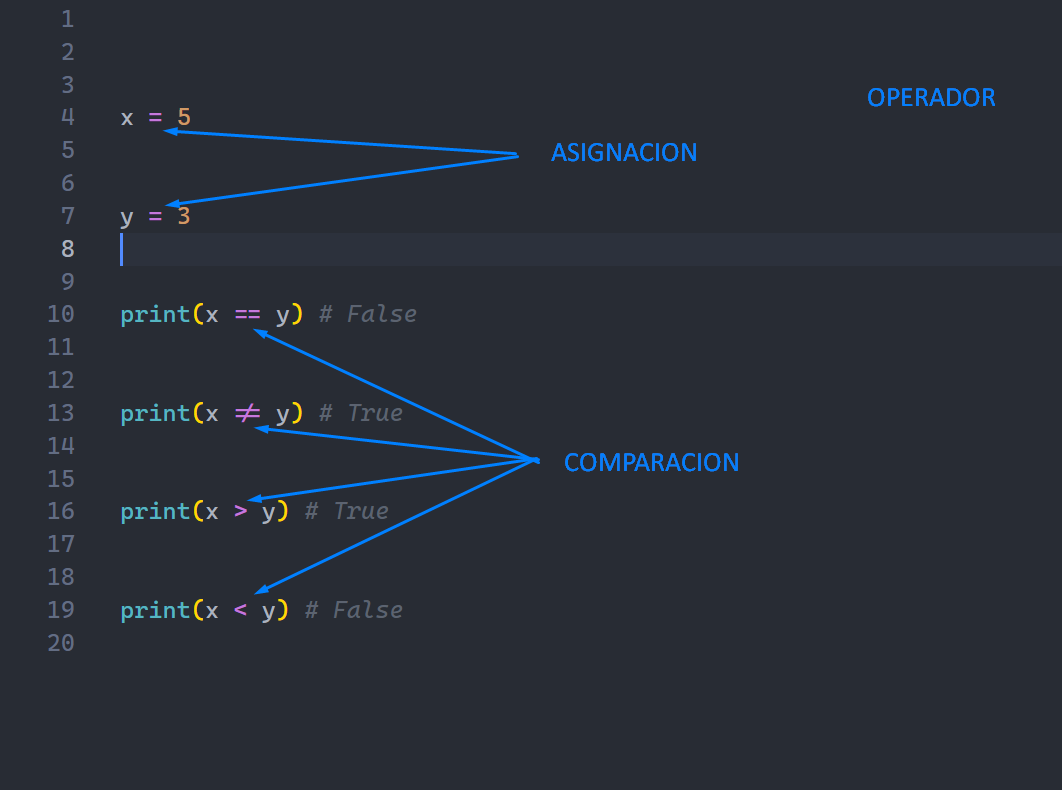 1
2
3
OPERADOR
4 x = 5
5 ASIGNACION
6
7 y = 3
8
9
10 print(x == y) # False
11
12
13 print(x != y) # True
14
15 COMPARACION
16 print(x > y) # True
17
18
19 print(x < y) # False
20